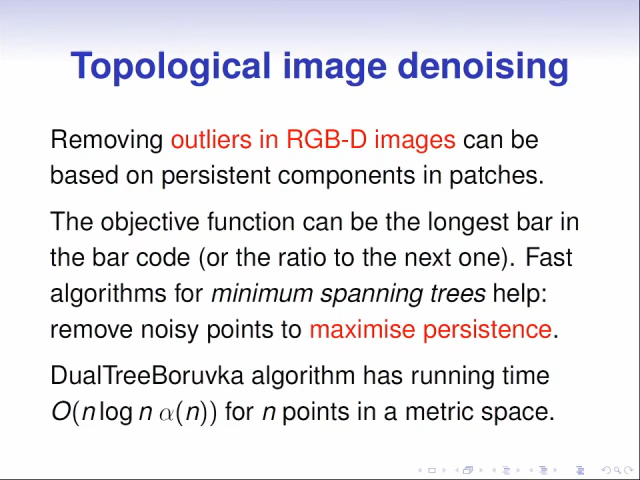 Topological image denoising
Removing outliers in RGB-D images can be
based on persistent components in patches.
The objective function can be the longest bar in
the bar code (or the ratio to the next one). Fast
algorithms for minimum spanning trees help:
remove noisy points to maximise persistence.
DualTreeBoruvka algorithm has running time
O(n log n α(n)) for n points in a metric space.